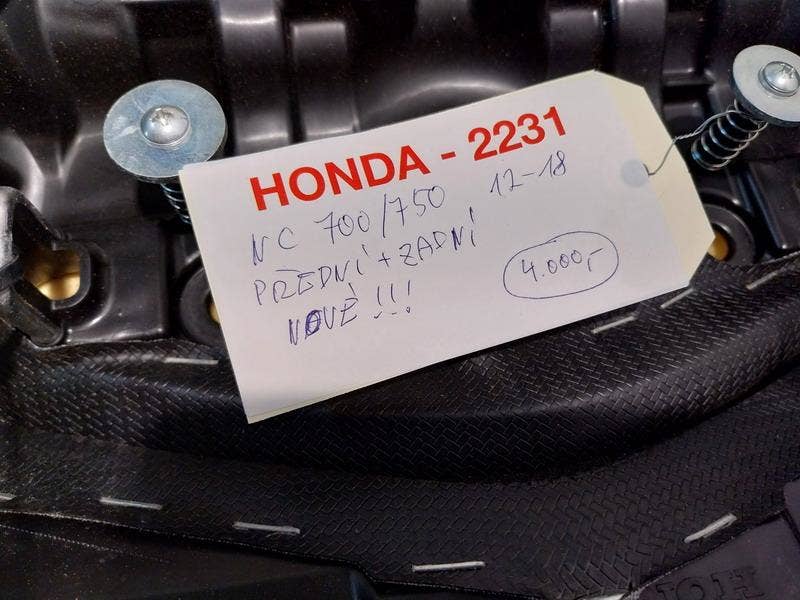 HONDA - 2231
NC 700/750 12-18
PŘEDNÍ + ZADNÍ
NOVÉ !!!
4.000,-